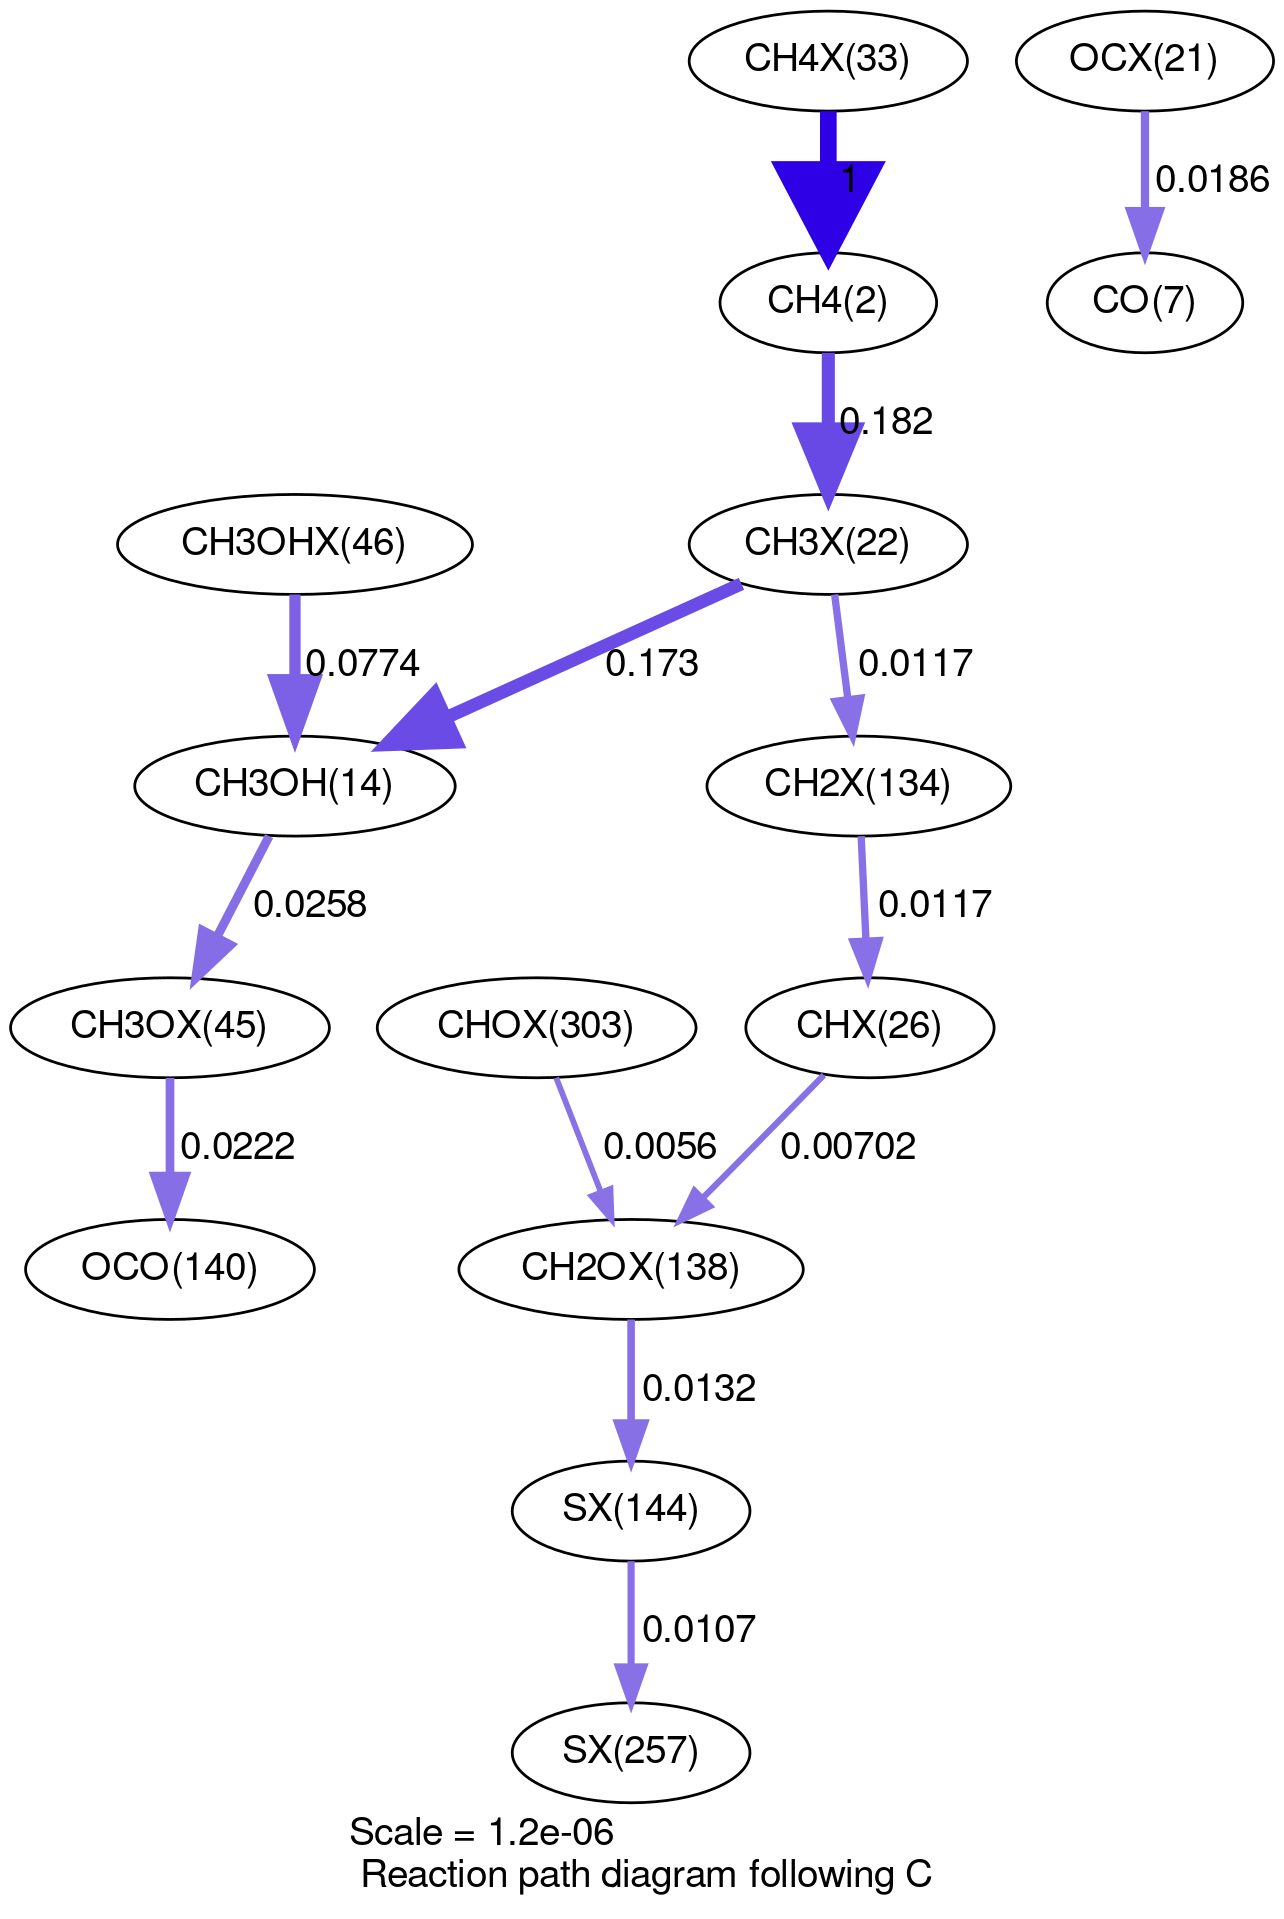 CH4X(33)
OCX(21)
1
0.0186
CH4(2)
CO(7)
0.182
CH3OHX(46)
CH3X(22)
0.0774
0.173
0.0117
CH3OH(14)
CH2X(134)
0.0258
0.0117
CH3OX(45)
CHOX(303)
CHX(26)
0.0222
0.0056
0.00702
OCO(140)
CH2OX(138)
0.0132
SX(144)
0.0107
SX(257)
Scale = 1.2e-06
Reaction path diagram following C